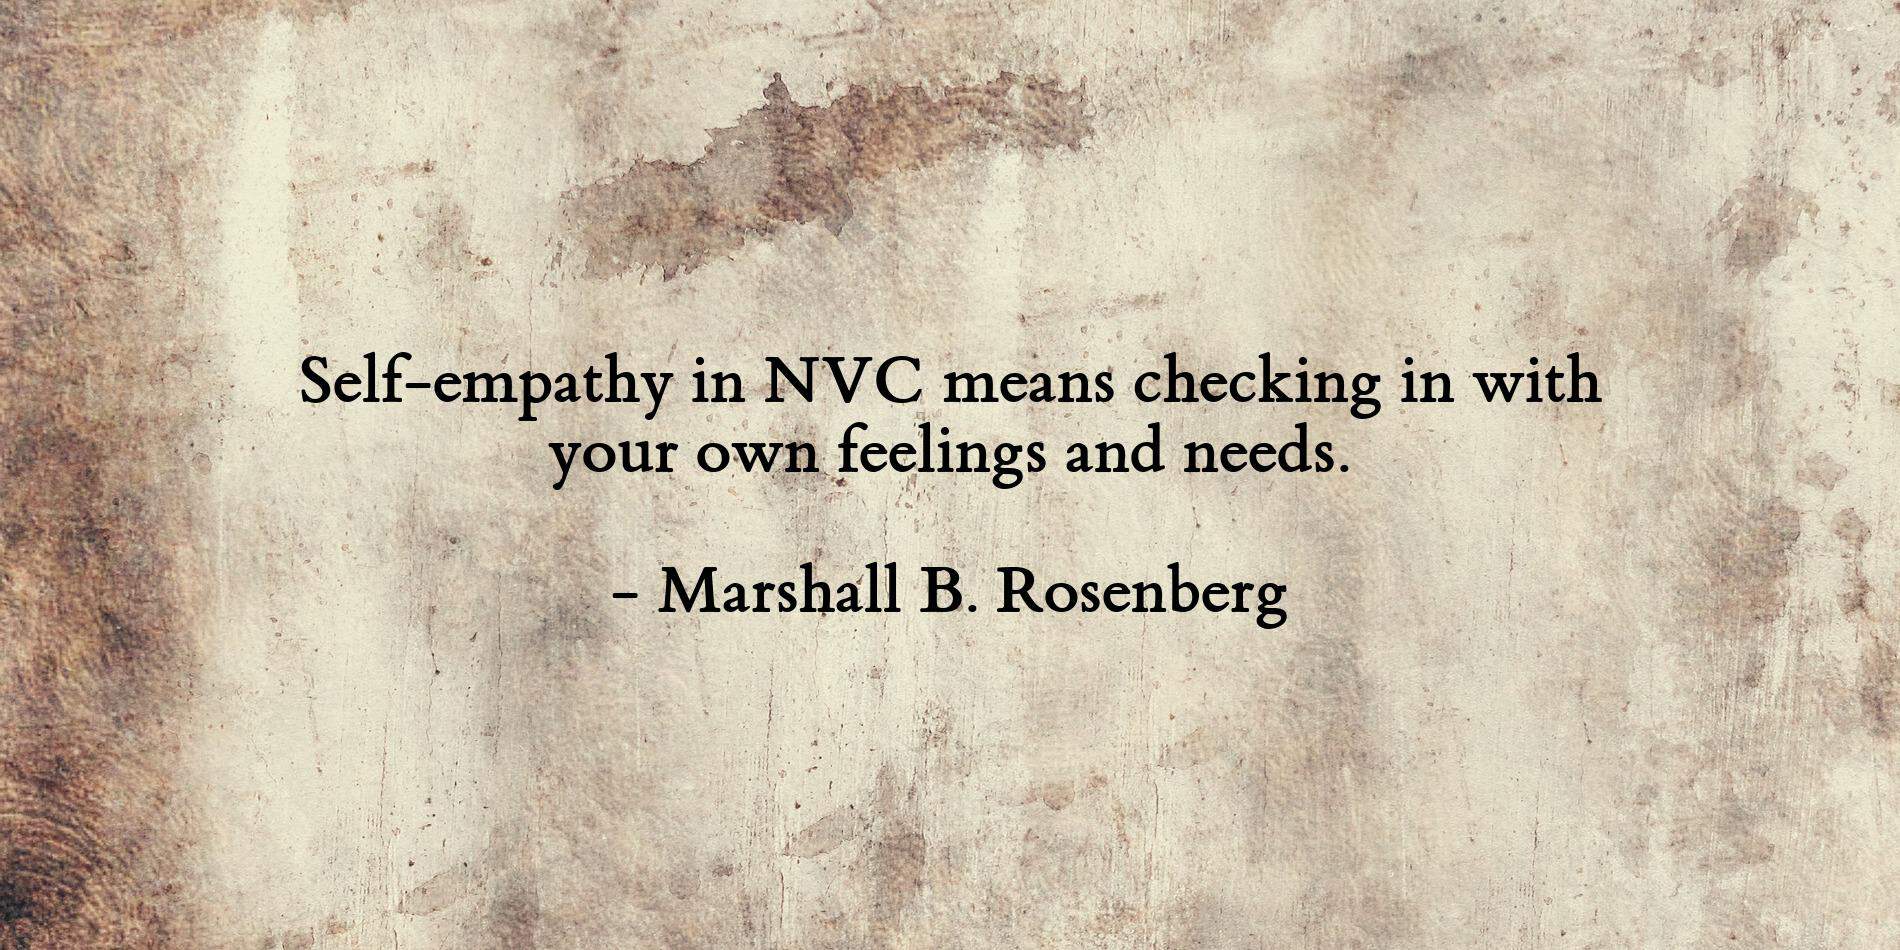 Self-empathy in NVC means checking in with
your own feelings and needs.
- Marshall B. Rosenberg